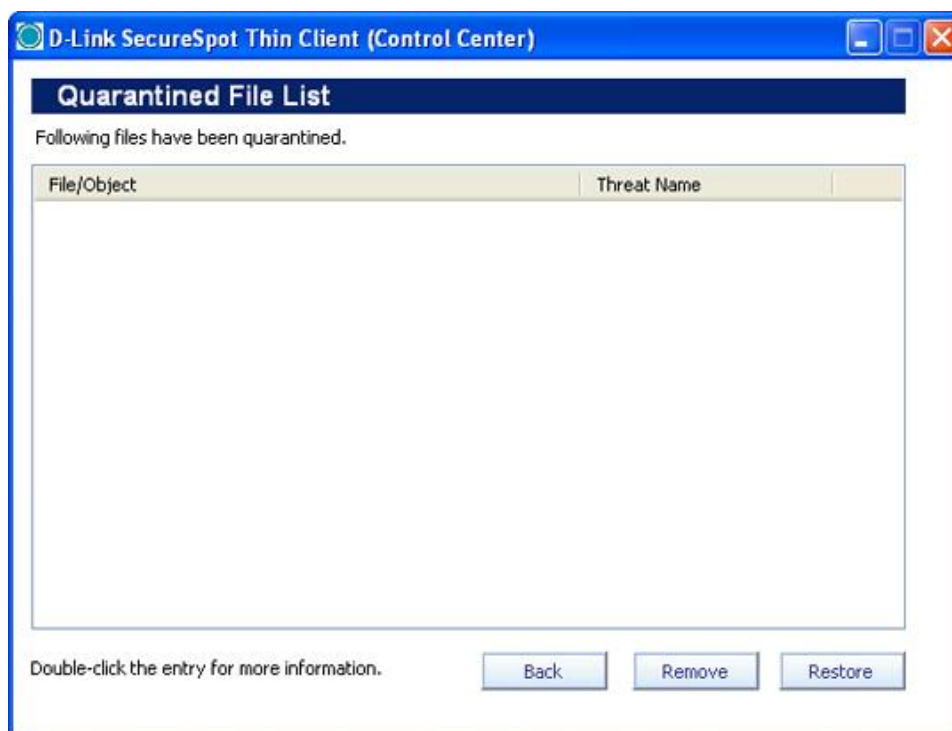 D-Link SecureSpot Thin Client (Control Center)
Quarantined File List
Following files have been quarantined.
File/Object Threat Name
Double-click the entry for more information. Back Remove Restore